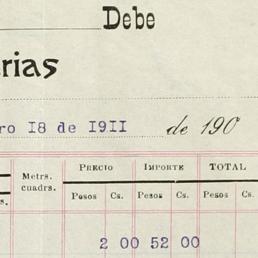 Debe
rias
ro 18 de 1911 de 190
Metrs. cuadrs. PRECIO IMPORTE TOTAL
s. Pesos Cs. Pesos Cs. Pesos Cs.
2 00 52 00